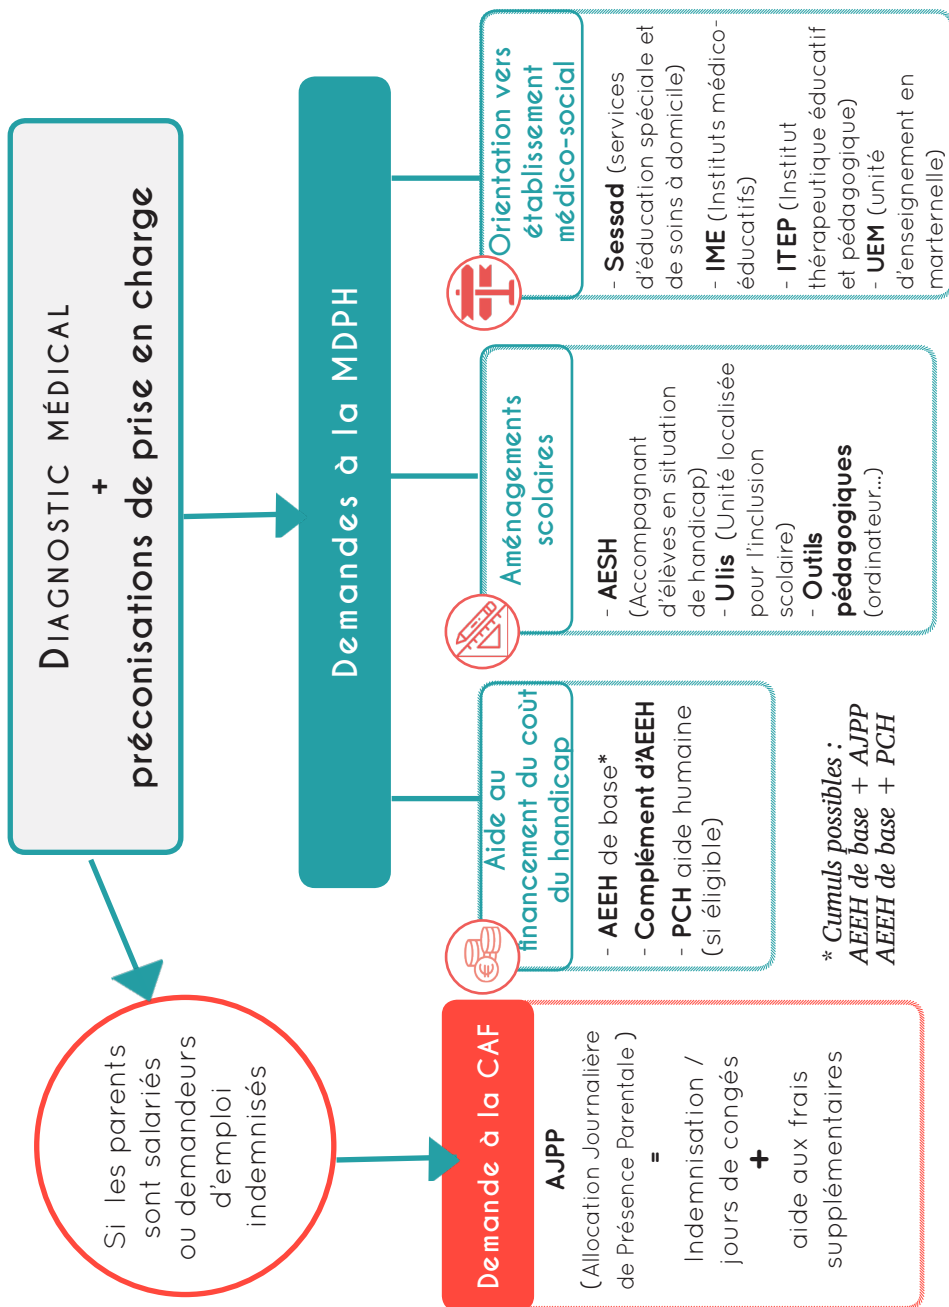 DIAGNOSTIC MÉDICAL
+
préconisations de prise en charge
Si les parents
sont salariés
ou demandeurs
d'emploi
indemnisés
Demande à la CAF
AJPP
(Allocation Journalière
de Présence Parentale)
=
Indemnisation /
jours de congés
+
aide aux frais
supplémentaires
Demandes à la MDPH
Aide au
financement du coùt
du handicap
- AEEH de base*
- Complément d'AEEH
- PCH aide humaine
(si éligible)
* Cumuls possibles :
AEEH de base + AJPP
AEEH de base + PCH
Aménagements
scolaires
- AESH
(Accompagnant
d'élèves en situation
de handicap)
- Ulis (Unité localisée
pour l'inclusion
scolaire)
- Outils
pédagogiques
(ordinateur...)
Orientation vers
établissement
médico-social
- Sessad (services
d'éducation spéciale et
de soins à domicile)
- IME (Instituts médico-
éducatifs)
- ITEP (Institut
thérapeutique éducatif
et pédagogique)
- UEM (unité
d'enseignement en
marternelle)